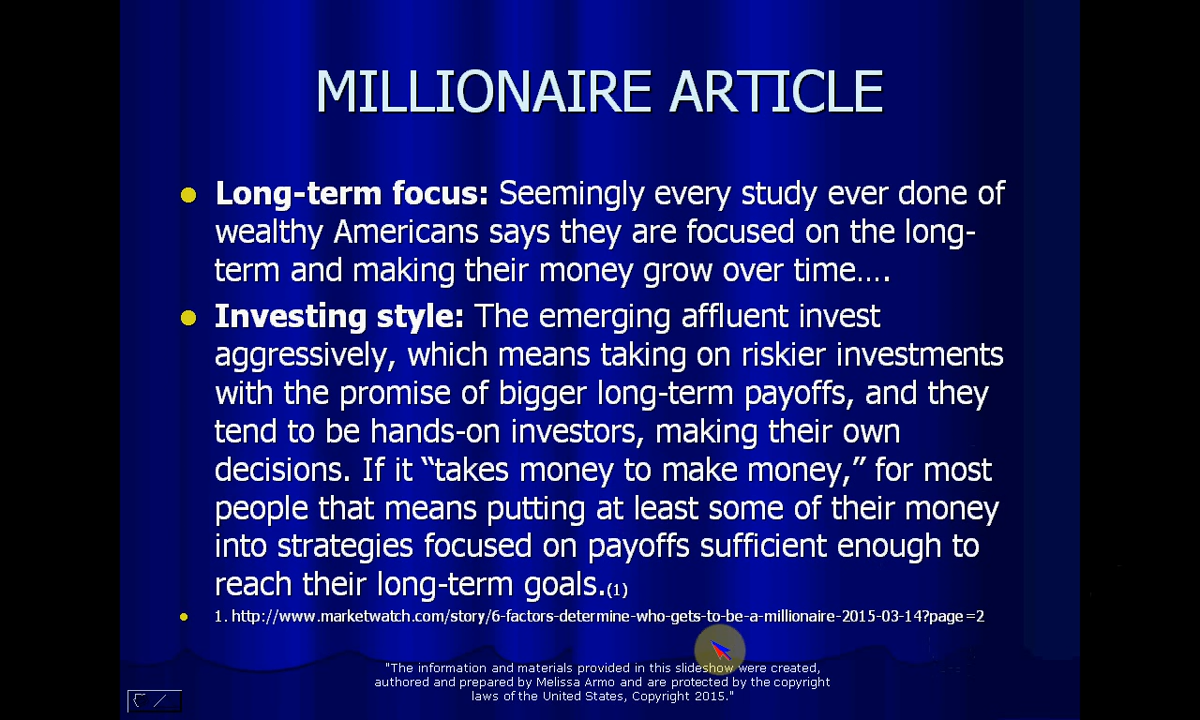 MILLIONAIRE ARTICLE
Long-term focus: Seemingly every study ever done of
wealthy Americans says they are focused on the long-
term and making their money grow over time….
Investing style: The emerging affluent invest
aggressively, which means taking on riskier investments
with the promise of bigger long-term payoffs, and they
tend to be hands-on investors, making their own
decisions. If it “takes money to make money,” for most
people that means putting at least some of their money
into strategies focused on payoffs sufficient enough to
reach their long-term goals.(1)
1. http://www.marketwatch.com/story/6-factors-determine-who-gets-to-be-a-millionaire-2015-03-14?page=2
"The information and materials provided in this slideshow were created,
authored and prepared by Melissa Armo and are protected by the copyright
laws of the United States, Copyright 2015."